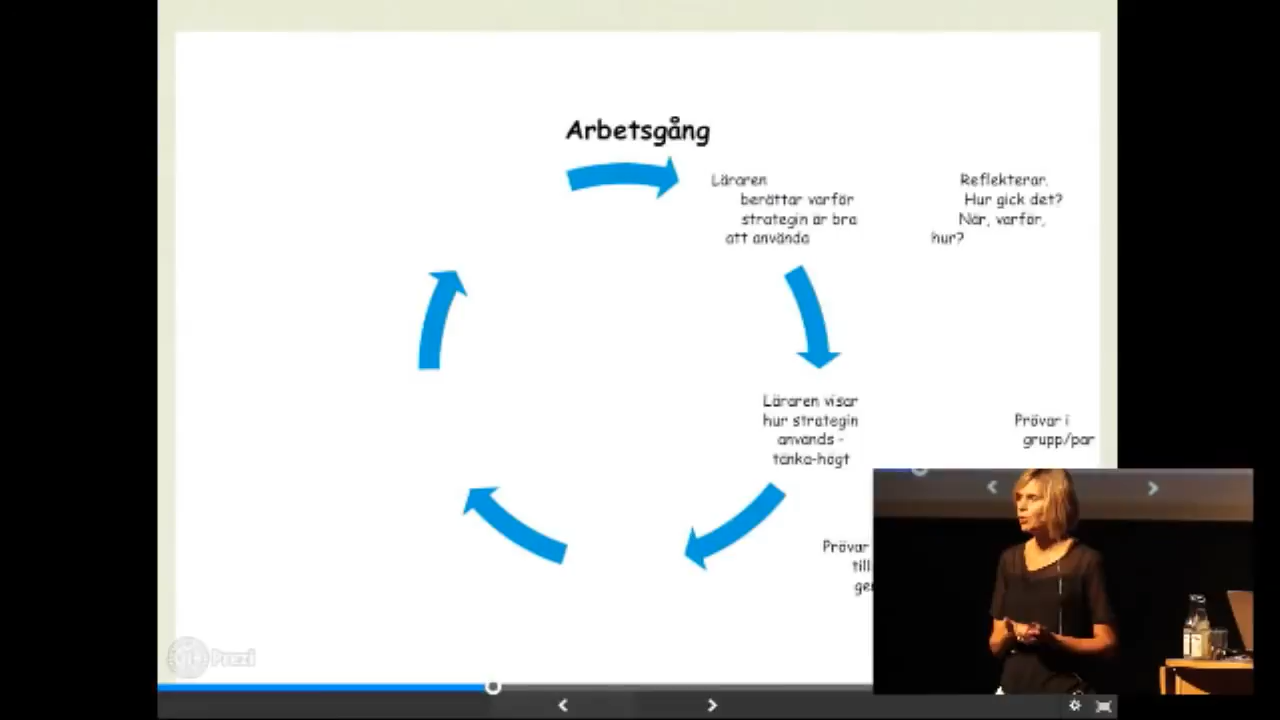 Arbetsgång
Läraren
berättar varför
strategin är bra
att använda
Reflekterar.
Hur gick det?
När, varför,
hur?
Läraren visar
hur strategin
används -
tänka-högt
Prövar i
grupp/par
Prövar
till
Prezi